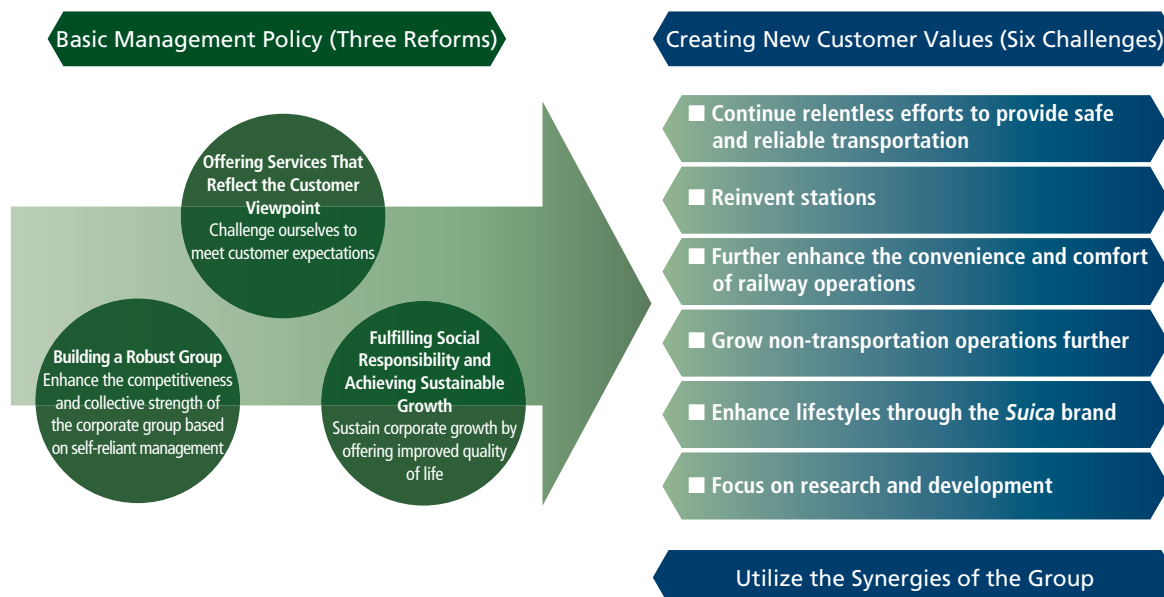 Basic Management Policy (Three Reforms)
Offering Services That
Reflect the Customer
Viewpoint
Challenge ourselves to
meet customer expectations
Building a Robust Group
Enhance the competitiveness
and collective strength of
the corporate group based
on self-reliant management
Fulfilling Social
Responsibility and
Achieving Sustainable
Growth
Sustain corporate growth by
offering improved quality
of life
Creating New Customer Values (Six Challenges)
■ Continue relentless efforts to provide safe
and reliable transportation
■ Reinvent stations
■ Further enhance the convenience and comfort
of railway operations
■ Grow non-transportation operations further
■ Enhance lifestyles through the Suica brand
■ Focus on research and development
Utilize the Synergies of the Group